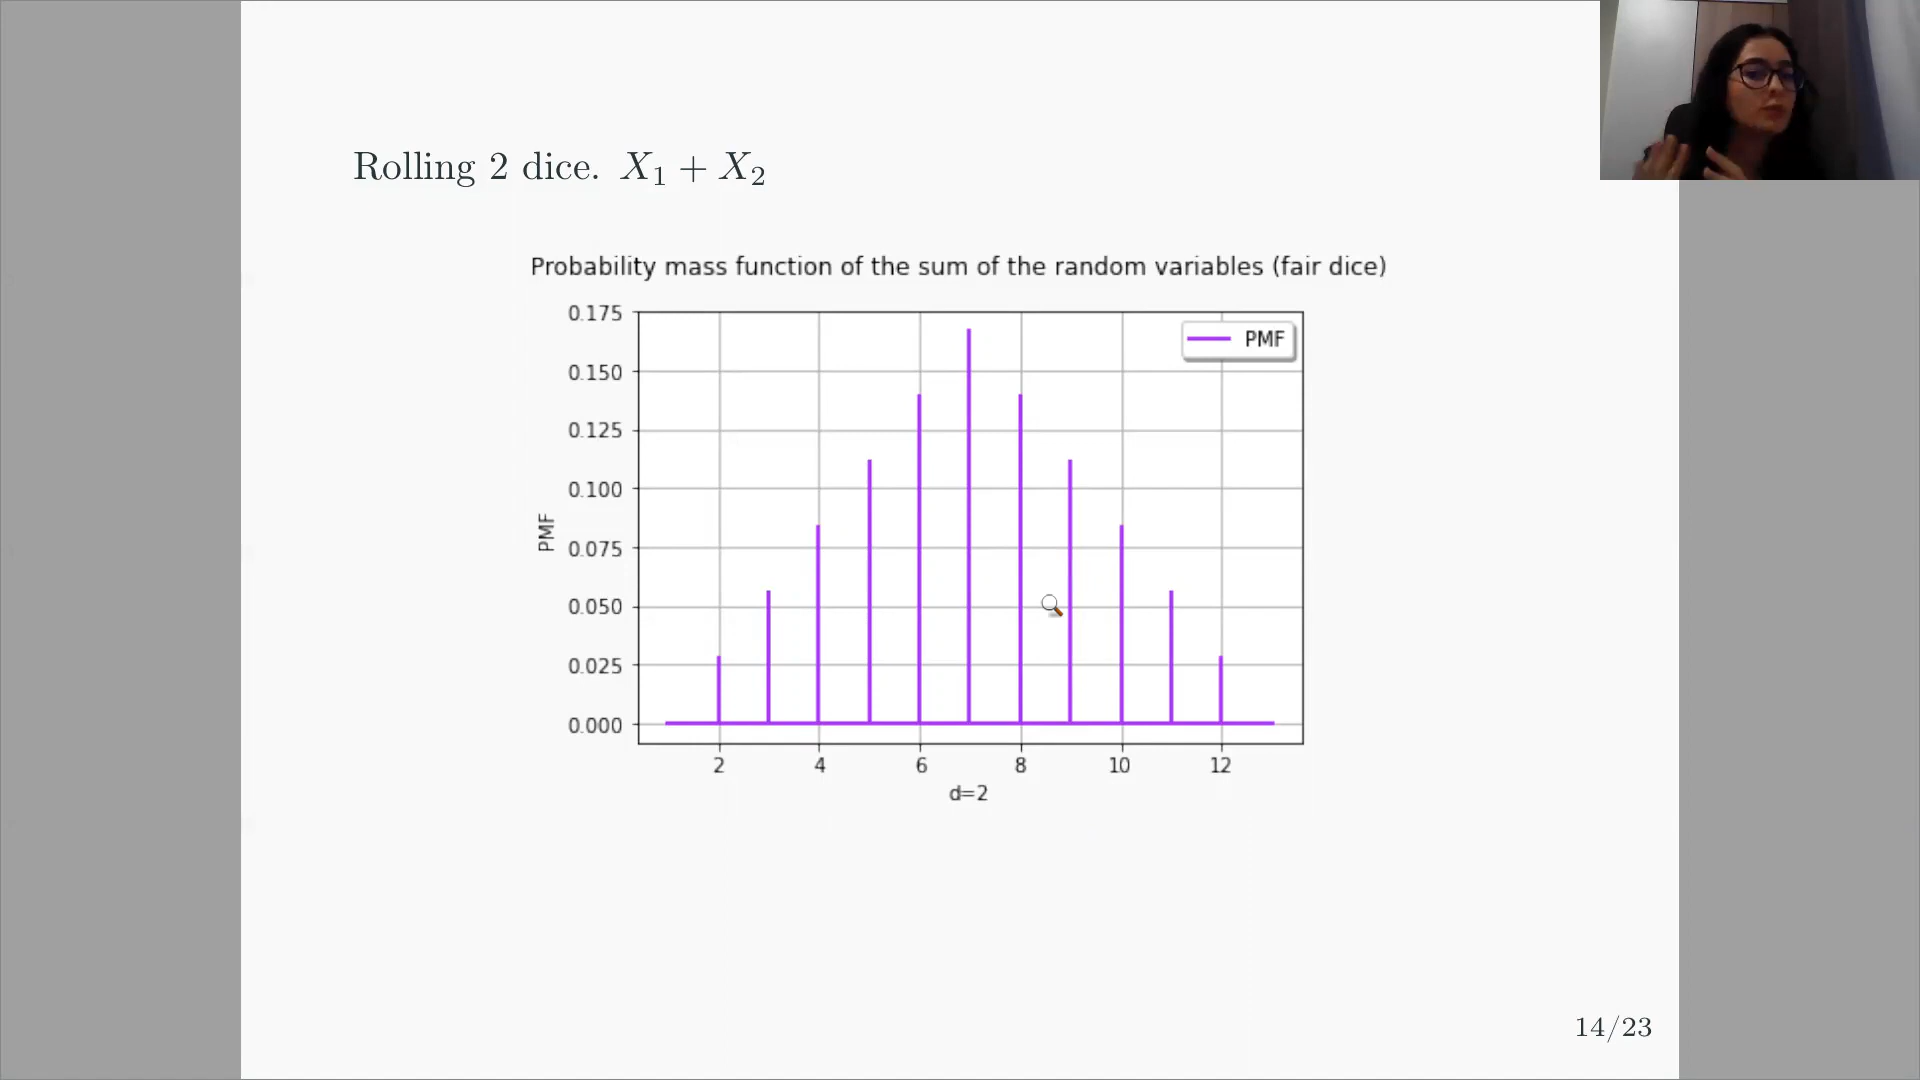 Rolling 2 dice. X₁ + X₂
Probability mass function of the sum of the random variables (fair dice)
PMF
0.175
0.150
0.125
0.100
0.075
0.050
0.025
0.000
PMF
2 4 6 8 10 12
d=2
14/23